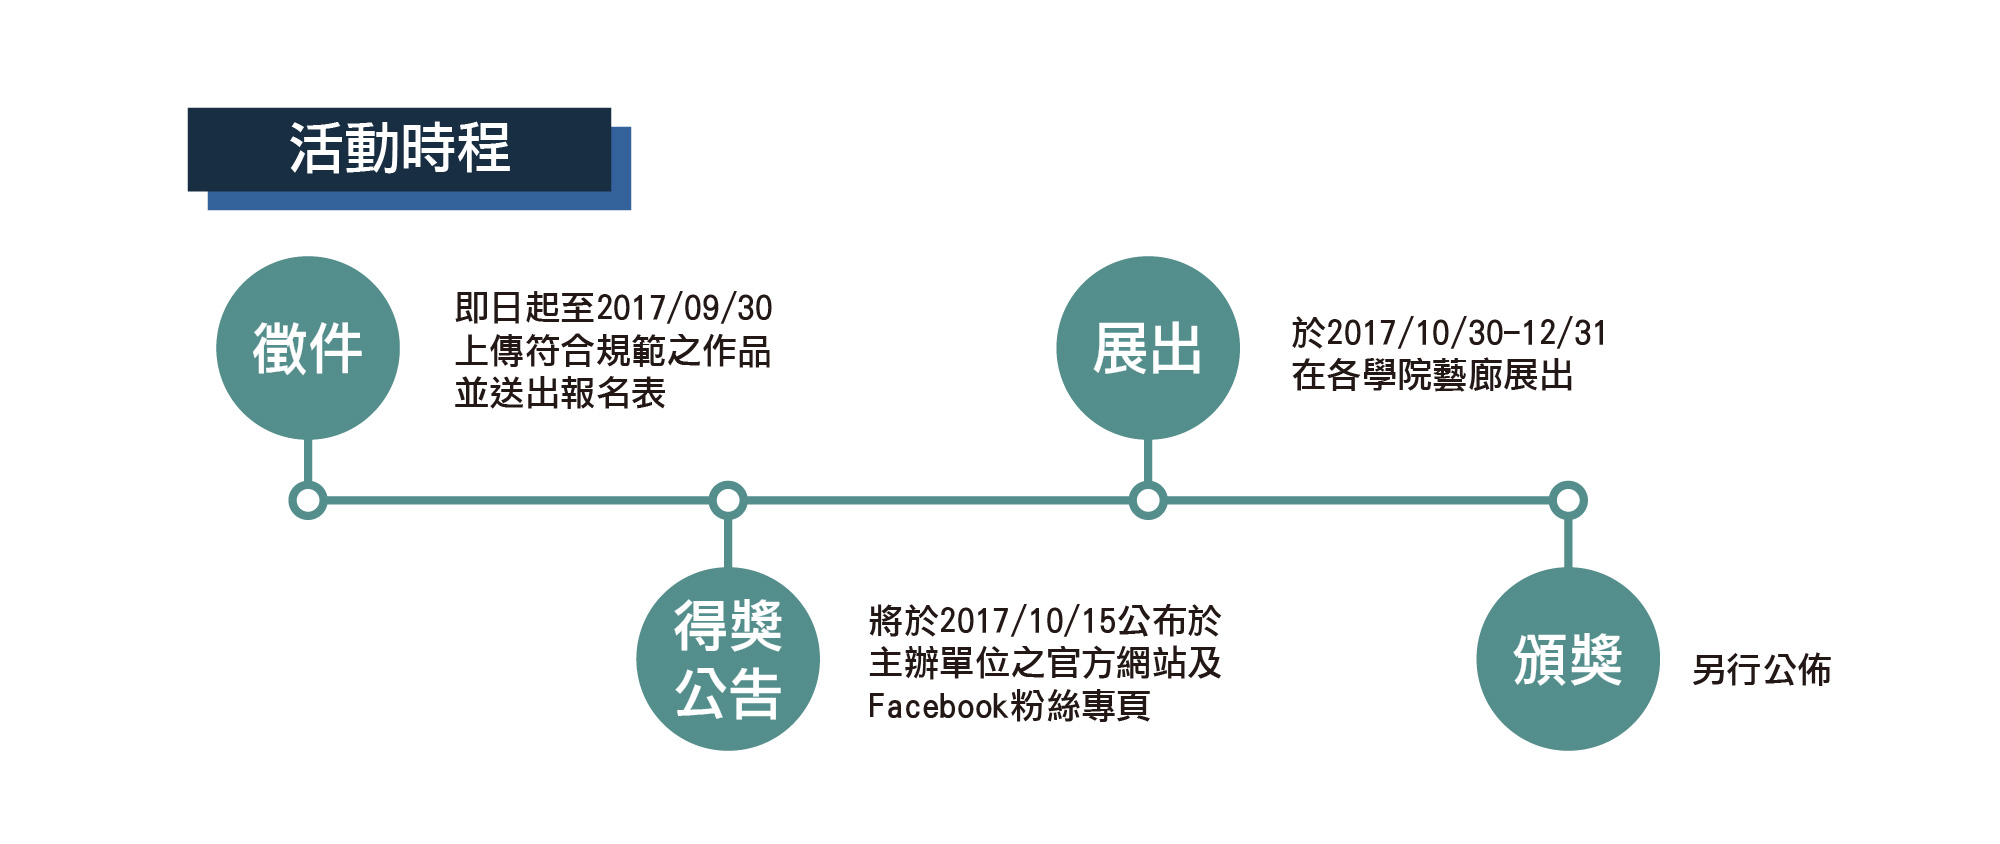 活動時程
徵件
即日起至2017/09/30
上傳符合規範之作品
並送出報名表
得獎
公告
將於2017/10/15公布於
主辦單位之官方網站及
Facebook粉絲專頁
展出
於2017/10/30-12/31
在各學院藝廊展出
頒獎
另行公佈